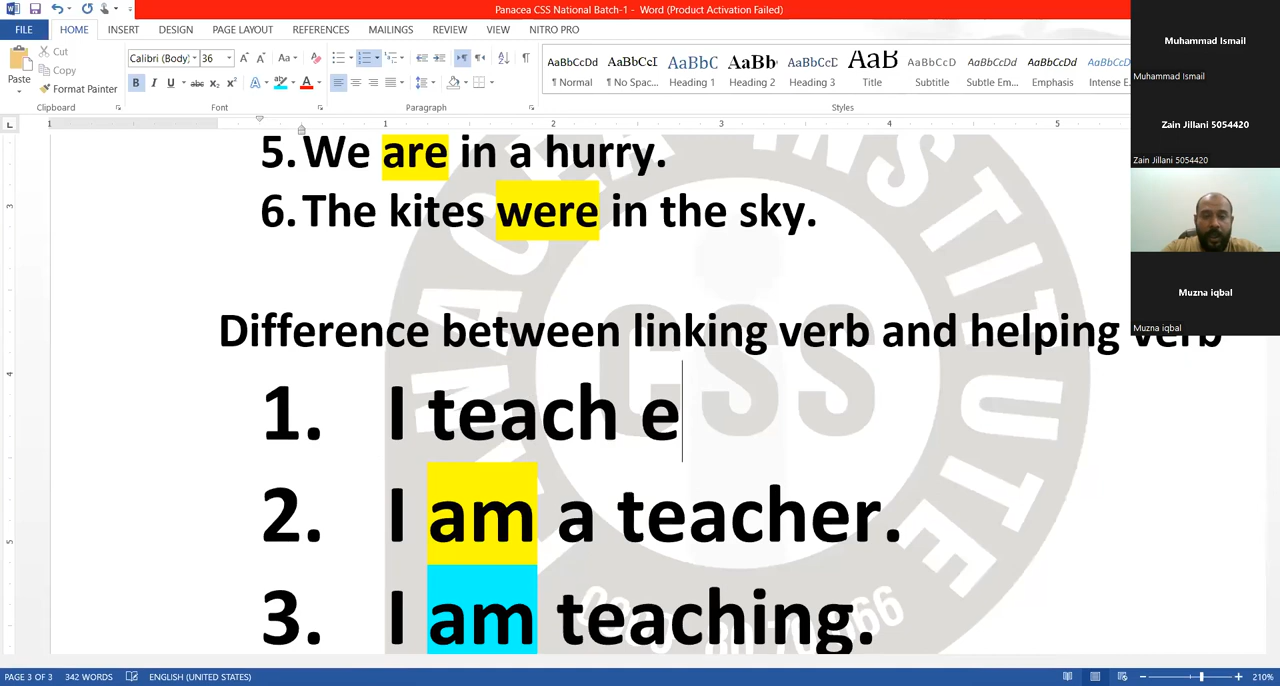 Panacea CSS National Batch-1 - Word (Product Activation Failed)
FILE HOME INSERT DESIGN PAGE LAYOUT REFERENCES MAILINGS REVIEW VIEW NITRO PRO
Paste
Cut
Copy
Format Painter
Clipboard
Calibri (Body) 36
Font
Paragraph
AaBbCcDd AaBbCcI AaBbC AaBb AaBbCcI AaB AaBbCcD AaBbCcDd AaBbCcDd AaBbCcD
¶ Normal ¶ No Spac... Heading 1 Heading 2 Heading 3 Title Subtitle Subtle Em... Emphasis Intense E...
Styles
Muhammad Ismail
Muhammad Ismail
Zain Jillani 5054420
Zain Jillani 5054420
Muzna iqbal
Muzna iqbal
5. We are in a hurry.
6. The kites were in the sky.
Difference between linking verb and helping verb
1. I teach e
2. I am a teacher.
3. I am teaching.
CSS
INSTITUTE
PAGE 3 OF 3 342 WORDS ENGLISH (UNITED STATES) 210%